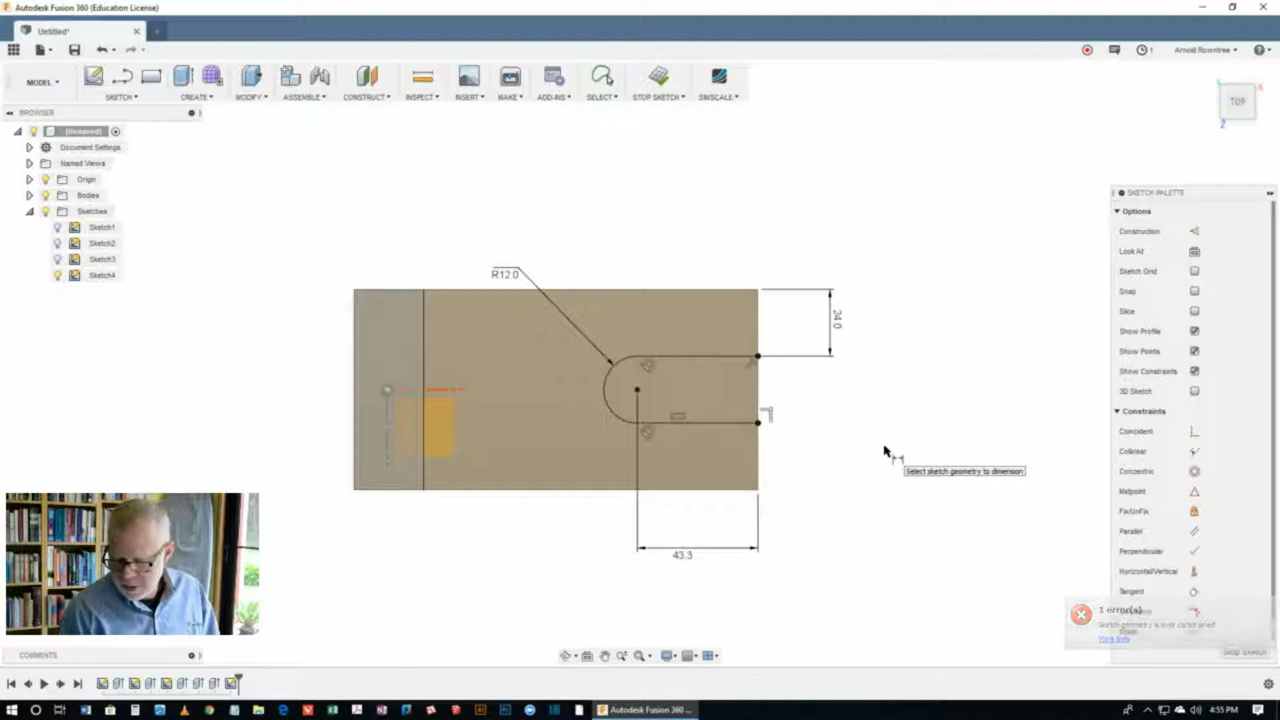 Autodesk Fusion 360 (Education License)
Untitled*
Arnold Rowntree
MODEL
SKETCH
CREATE
MODIFY
ASSEMBLE
CONSTRUCT
INSPECT
INSERT
MAKE
ADD-INS
SELECT
STOP SKETCH
SIMSCALE
TOP
X
Z
BROWSER
(Unsaved)
Document Settings
Named Views
Origin
Bodies
Sketches
Sketch1
Sketch2
Sketch3
Sketch4
R12.0
24.0
43.3
Select sketch geometry to dimension
SKETCH PALETTE
Options
Construction
Look At
Sketch Grid
Snap
Slice
Show Profile
Show Points
Show Constraints
3D Sketch
Constraints
Coincident
Collinear
Concentric
Midpoint
Fix/UnFix
Parallel
Perpendicular
Horizontal/Vertical
Tangent
1 error(s)
Sketch geometry is over constrained
More Info
Stop Sketch
COMMENTS
Autodesk Fusion 360 ...
4:55 PM